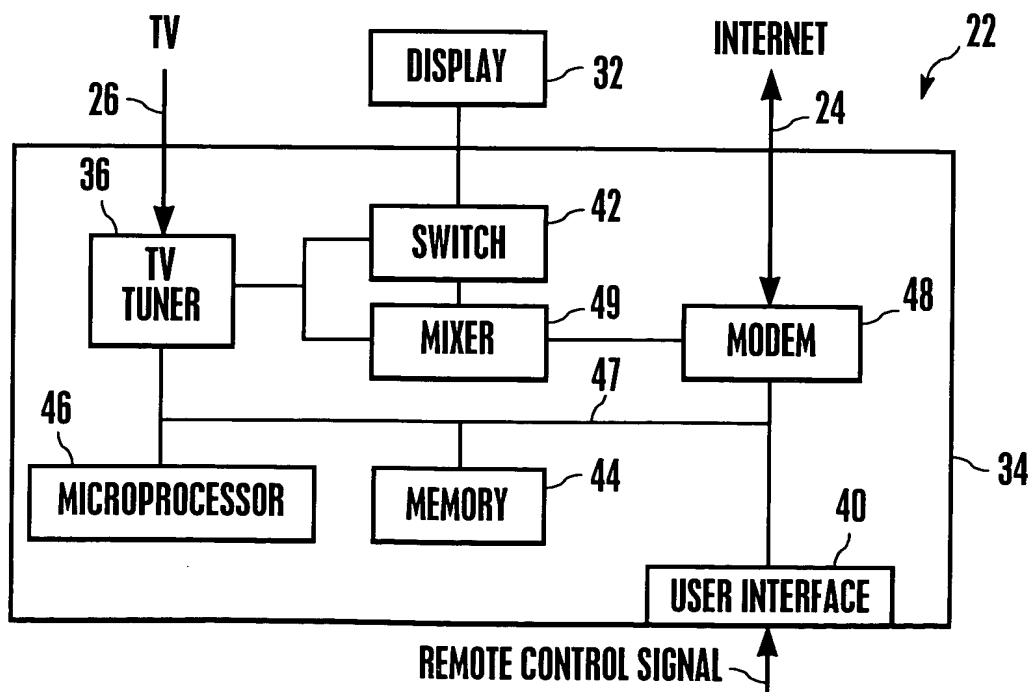 TV
DISPLAY
INTERNET
22
26
32
24
36
42
TV
TUNER
SWITCH
49
48
MIXER
MODEM
47
46
MICROPROCESSOR
MEMORY
44
34
40
USER INTERFACE
REMOTE CONTROL SIGNAL